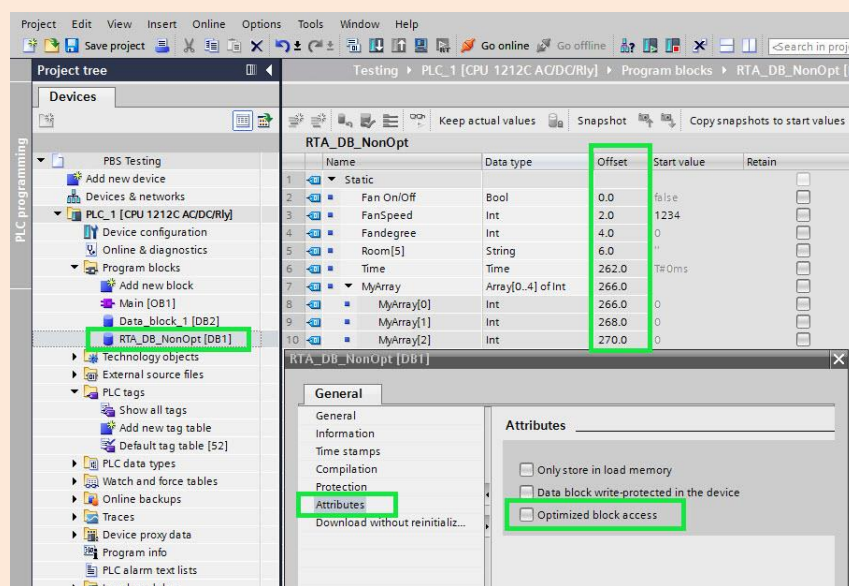 Project Edit View Insert Online Options Tools Window Help
Save project Go online Go offline <Search in proj
Project tree
Testing PLC_1 [CPU 1212C AC/DC/Rly] Program blocks RTA_DB_NonOpt [
Devices
Keep actual values Snapshot Copy snapshots to start values
PLC programming
RTA_DB_NonOpt
Name Data type Offset Start value Retain
1 Static
2 Fan On/Off Bool 0.0 false
3 FanSpeed Int 2.0 1234
4 Fandegree Int 4.0 0
5 Room[5] String 6.0 ''
6 Time Time 262.0 T#0ms
7 MyArray Array[0..4] of Int 266.0
8 MyArray[0] Int 266.0 0
9 MyArray[1] Int 268.0 0
10 MyArray[2] Int 270.0 0
PBS Testing
Add new device
Devices & networks
PLC_1 [CPU 1212C AC/DC/Rly]
Device configuration
Online & diagnostics
Program blocks
Add new block
Main [OB1]
Data_block_1 [DB2]
RTA_DB_NonOpt [DB1]
Technology objects
External source files
PLC tags
Show all tags
Add new tag table
Default tag table [52]
PLC data types
Watch and force tables
Online backups
Traces
Device proxy data
Program info
PLC alarm text lists
RTA_DB_NonOpt [DB1]
General
General
Information
Time stamps
Compilation
Protection
Attributes
Download without reinitializ...
Attributes
Only store in load memory
Data block write-protected in the device
Optimized block access